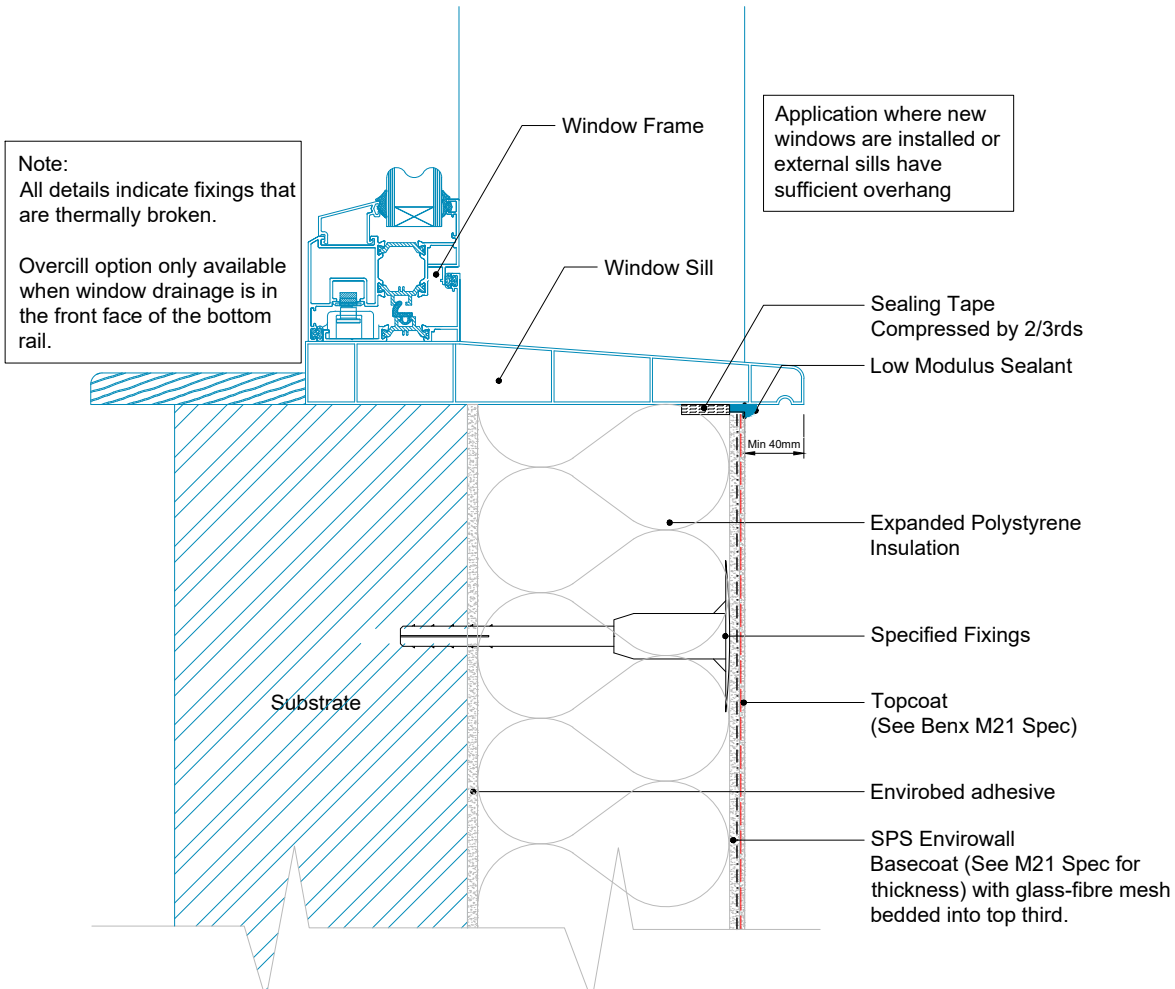 Note:
All details indicate fixings that
are thermally broken.
Overcill option only available
when window drainage is in
the front face of the bottom
rail.
Window Frame
Application where new
windows are installed or
external sills have
sufficient overhang
Window Sill
Sealing Tape
Compressed by 2/3rds
Low Modulus Sealant
Min 40mm
Expanded Polystyrene
Insulation
Specified Fixings
Substrate
Topcoat
(See Benx M21 Spec)
Envirobed adhesive
SPS Envirowall
Basecoat (See M21 Spec for
thickness) with glass-fibre mesh
bedded into top third.